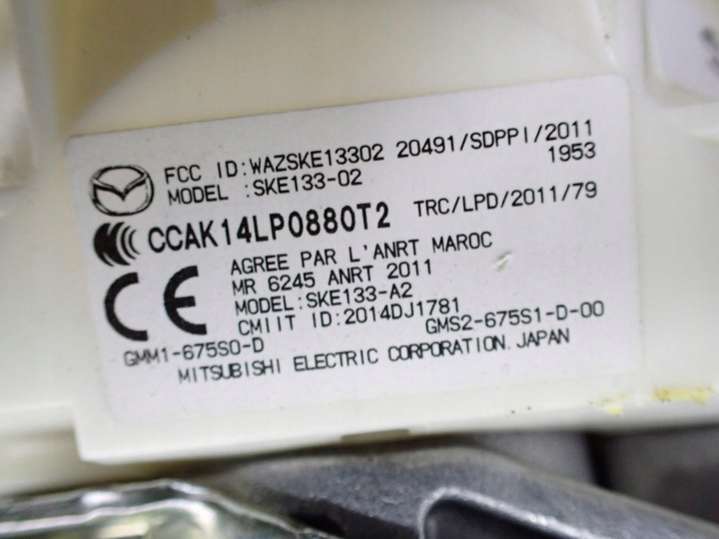 FCC ID:WAZSKE13302 20491/SDPPI/2011
MODEL :SKE133-02 1953
CCAK14LP0880T2 TRC/LPD/2011/79
AGREE PAR L'ANRT MAROC
MR 6245 ANRT 2011
MODEL:SKE133-A2
CMIIT ID:2014DJ1781
GMM1-675S0-D GMS2-675S1-D-00
MITSUBISHI ELECTRIC CORPORATION. JAPAN
CE